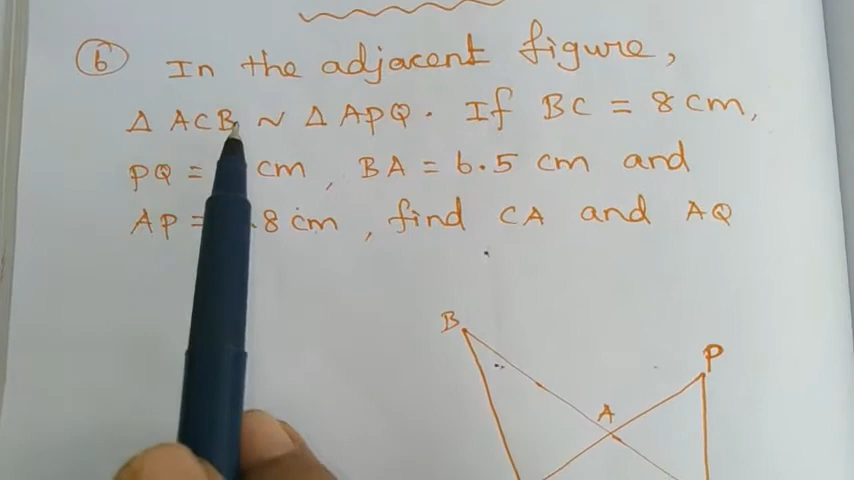 6 In the adjacent figure,
Δ ACB ~ Δ APQ. If BC = 8 cm,
PQ = cm, BA = 6.5 cm and
AP = .8 cm, find CA and AQ
B
P
A